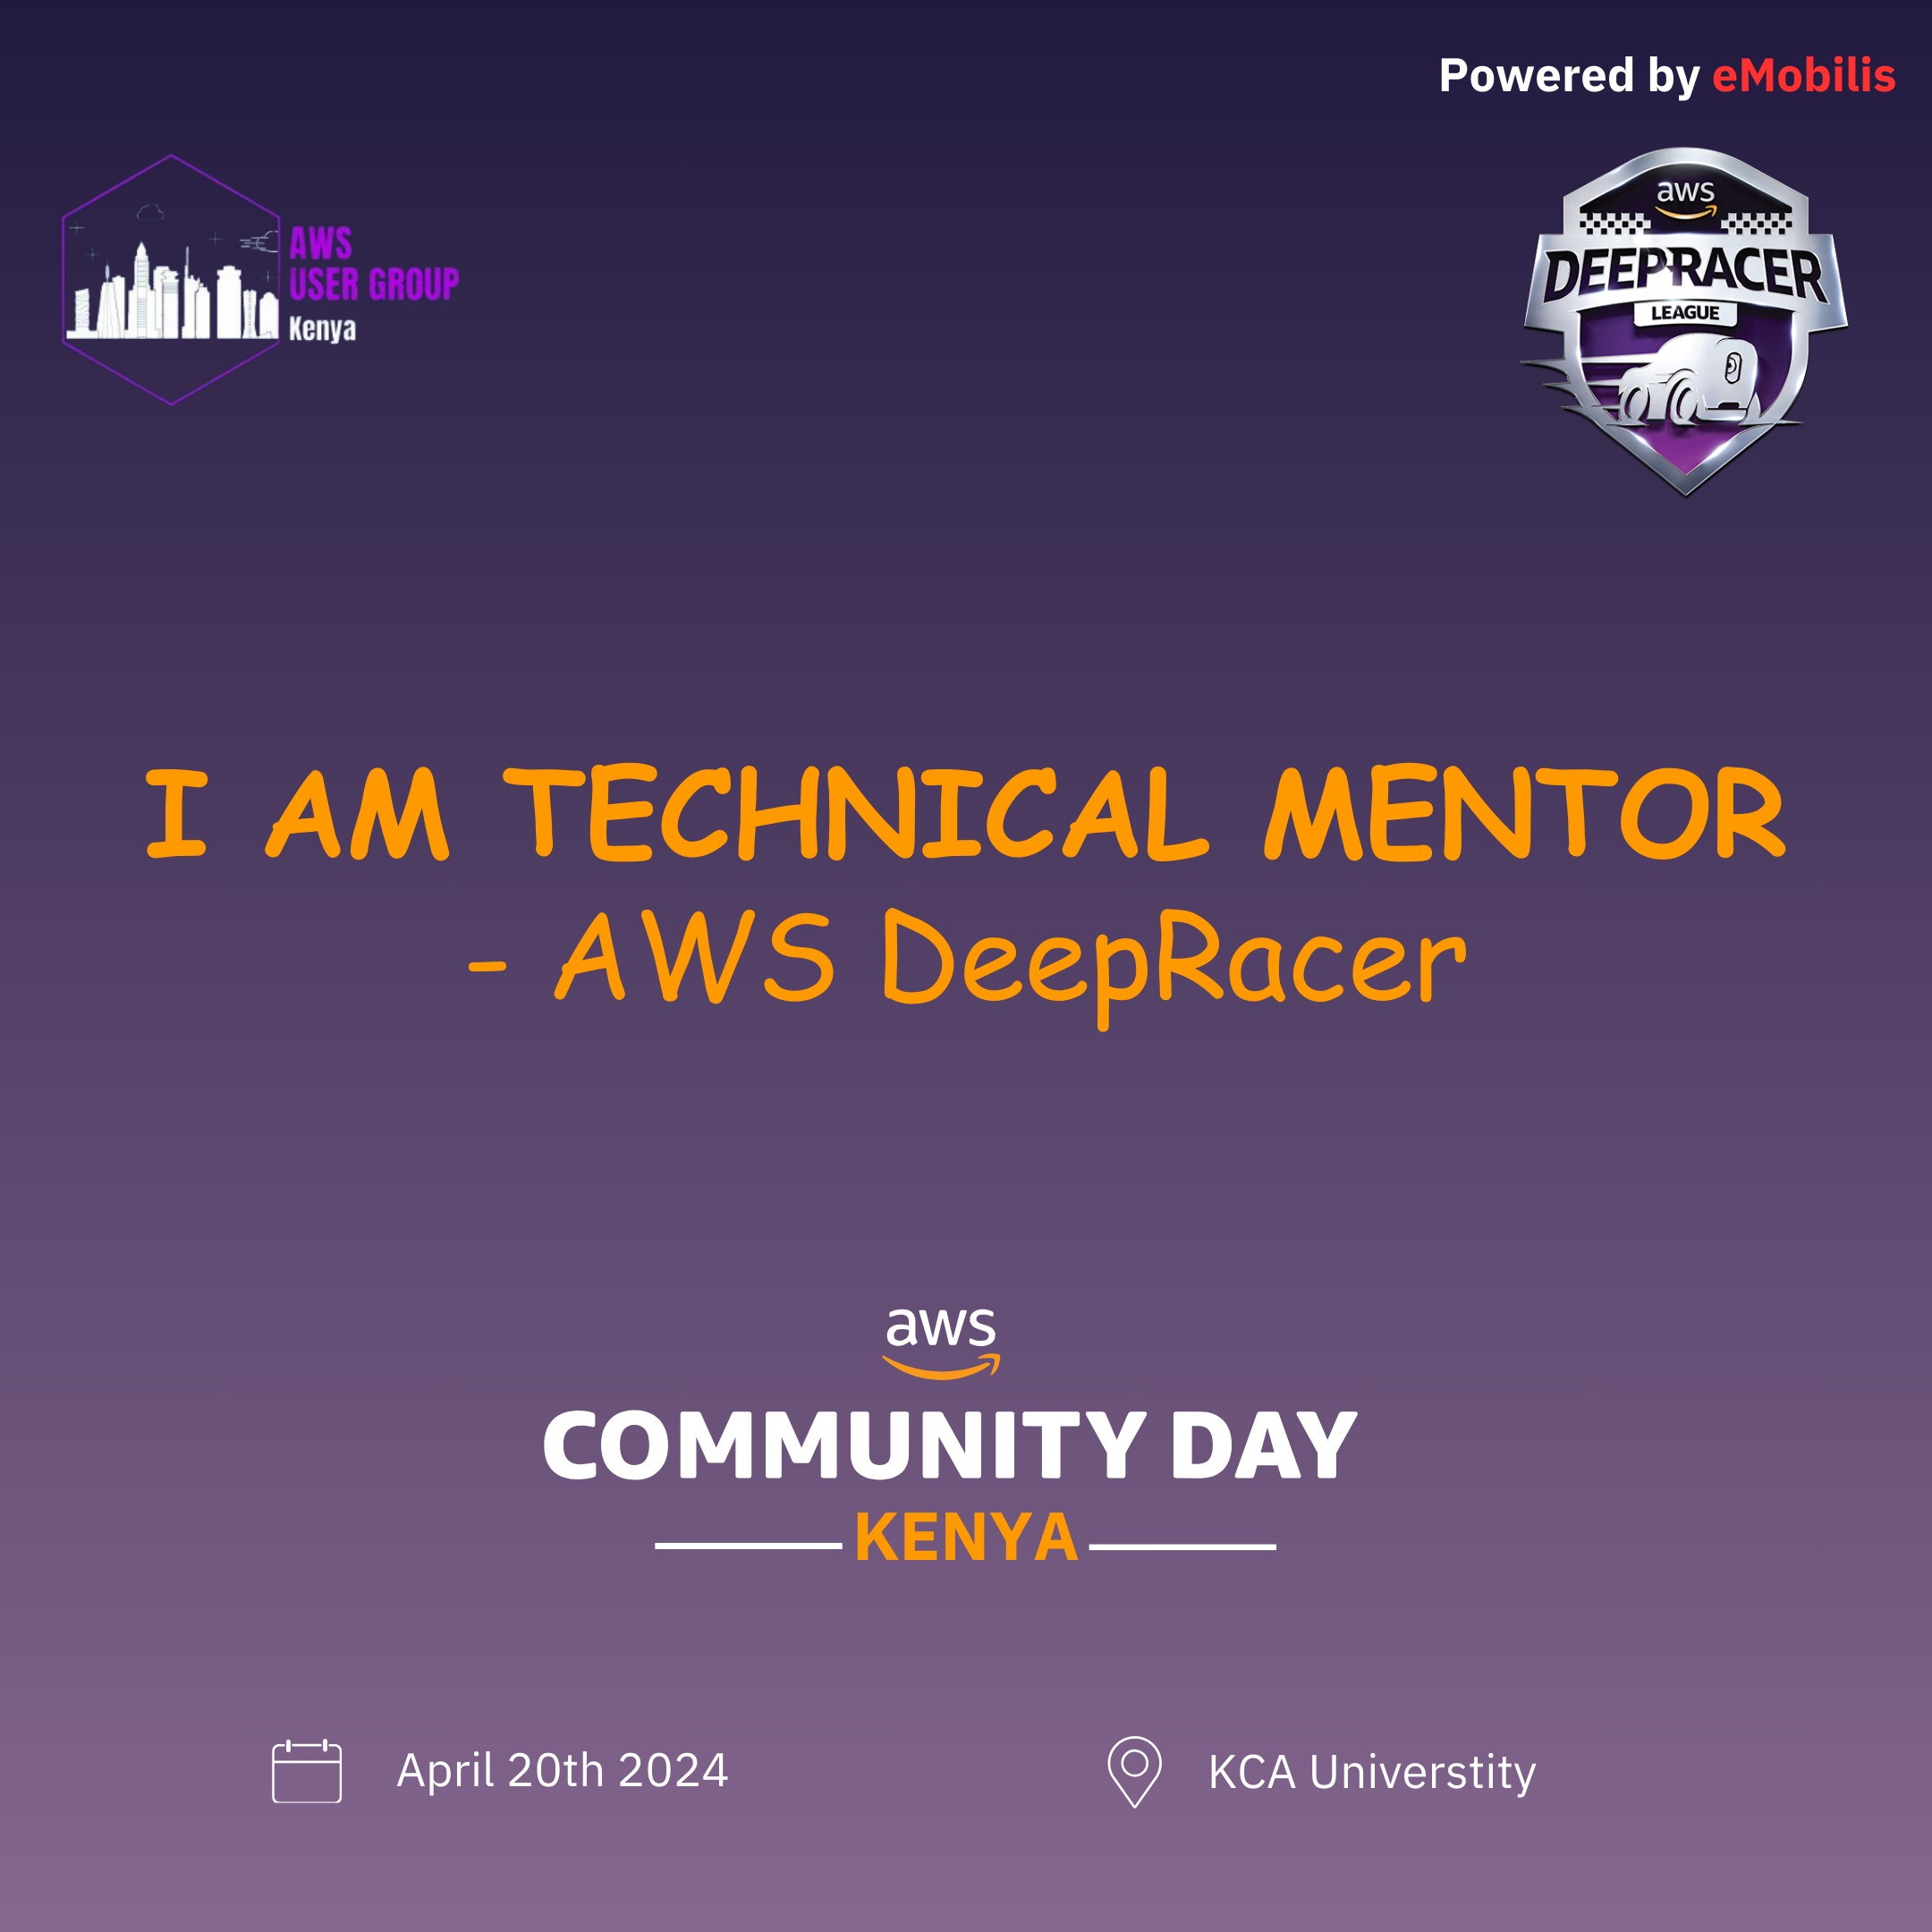 Powered by eMobilis
AWS
USER GROUP
Kenya
aws
DEEPRACER
LEAGUE
I AM TECHNICAL MENTOR
- AWS DeepRacer
aws
COMMUNITY DAY
KENYA
April 20th 2024
KCA Universtity